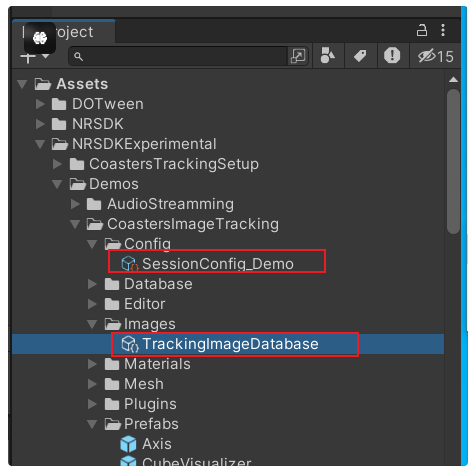 Project
15
Assets
DOTween
NRSDK
NRSDKExperimental
CoastersTrackingSetup
Demos
AudioStreamming
CoastersImageTracking
Config
SessionConfig_Demo
Database
Editor
Images
TrackingImageDatabase
Materials
Mesh
Plugins
Prefabs
Axis
CubeVisualizer